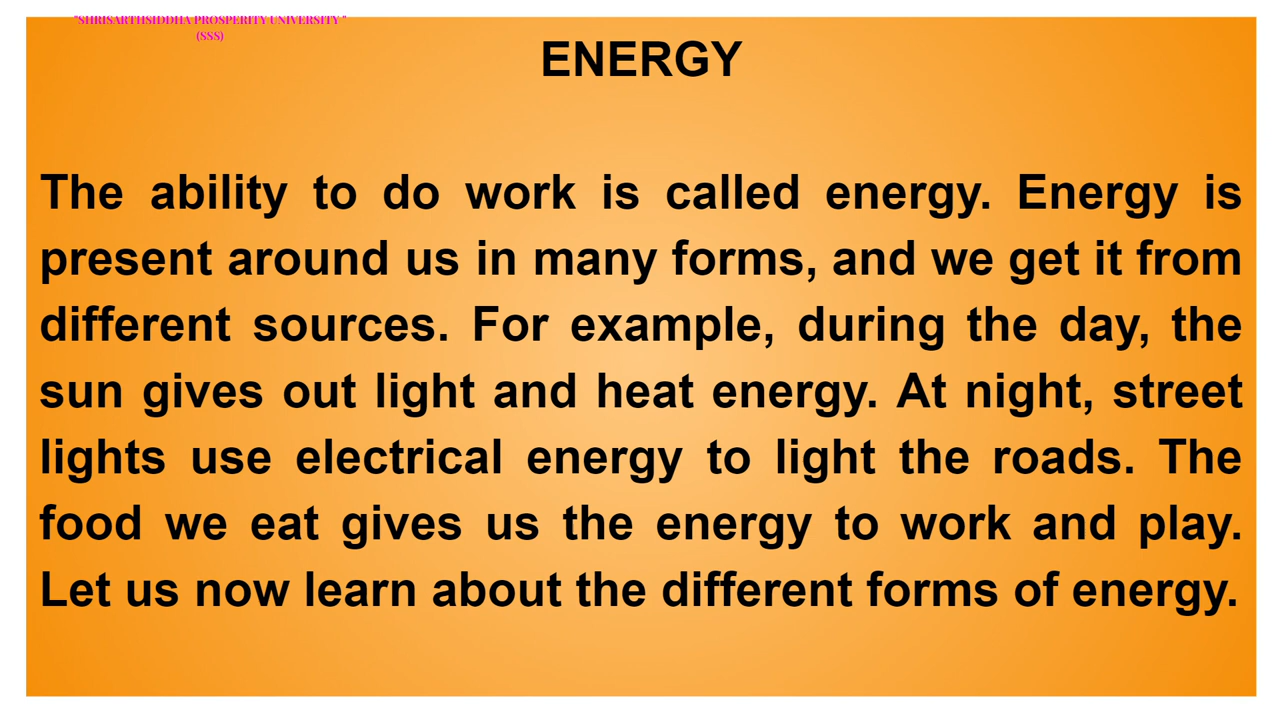 "SHRISARTHSIDDHA PROSPERITY UNIVERSITY "
(SSS)
ENERGY
The ability to do work is called energy. Energy is
present around us in many forms, and we get it from
different sources. For example, during the day, the
sun gives out light and heat energy. At night, street
lights use electrical energy to light the roads. The
food we eat gives us the energy to work and play.
Let us now learn about the different forms of energy.